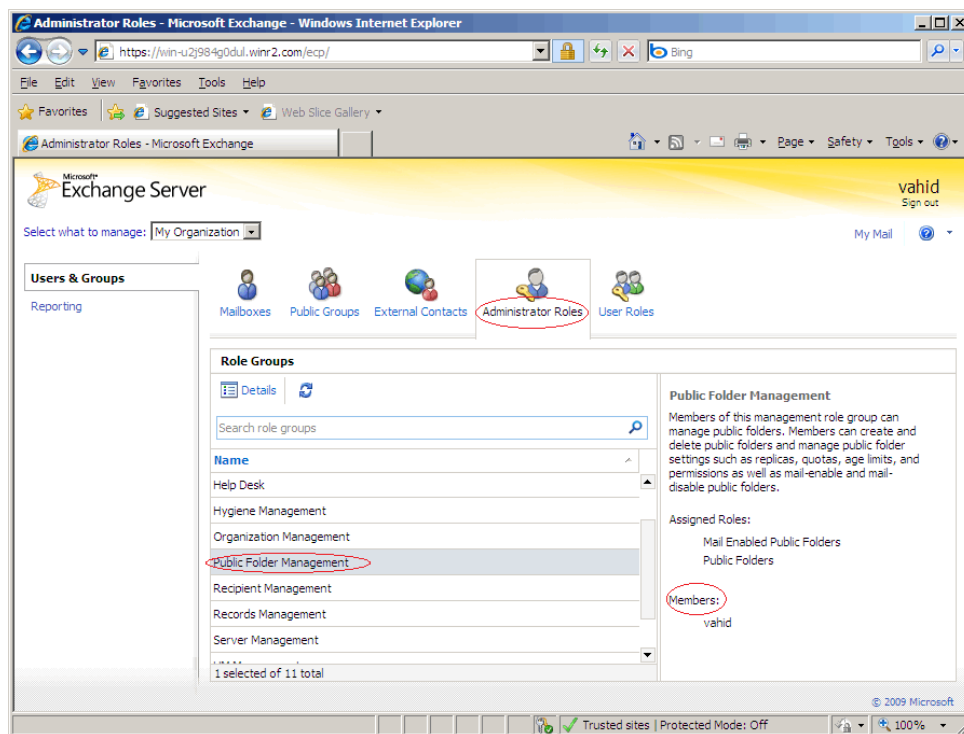 Administrator Roles - Microsoft Exchange - Windows Internet Explorer
https://win-u2j984g0dul.winr2.com/ecp/
Bing
File Edit View Favorites Tools Help
Favorites Suggested Sites Web Slice Gallery
Administrator Roles - Microsoft Exchange
Page Safety Tools
Microsoft
Exchange Server
vahid
Sign out
Select what to manage: My Organization
My Mail
Users & Groups
Reporting
Mailboxes Public Groups External Contacts Administrator Roles User Roles
Role Groups
Details
Search role groups
Name
Help Desk
Hygiene Management
Organization Management
Public Folder Management
Recipient Management
Records Management
Server Management
1 selected of 11 total
Public Folder Management
Members of this management role group can
manage public folders. Members can create and
delete public folders and manage public folder
settings such as replicas, quotas, age limits, and
permissions as well as mail-enable and mail-
disable public folders.
Assigned Roles:
Mail Enabled Public Folders
Public Folders
Members:
vahid
© 2009 Microsoft
Trusted sites | Protected Mode: Off
100%